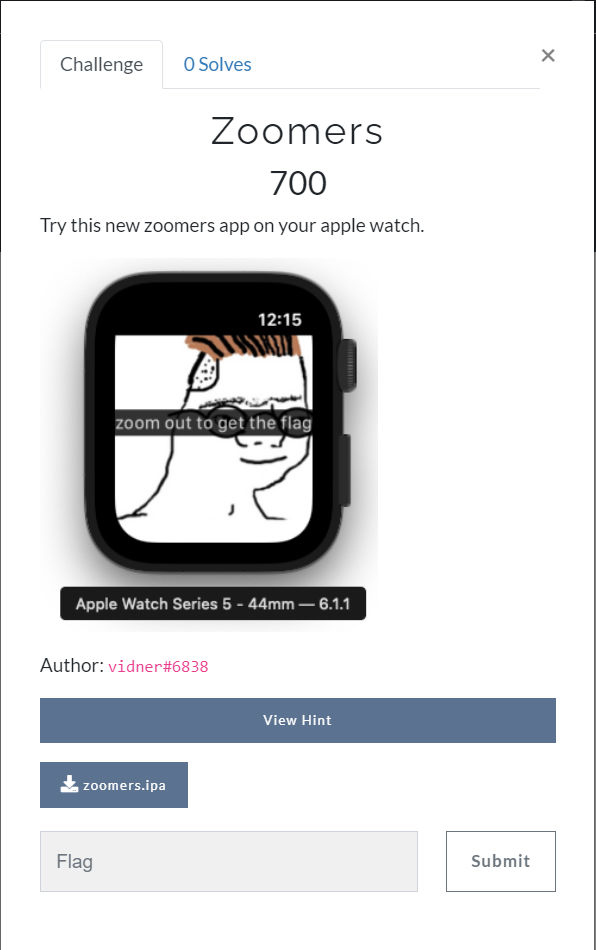 Challenge
0 Solves
×
Zoomers
700
Try this new zoomers app on your apple watch.
12:15
zoom out to get the flag
Apple Watch Series 5 - 44mm — 6.1.1
Author: vidner#6838
View Hint
zoomers.ipa
Flag
Submit